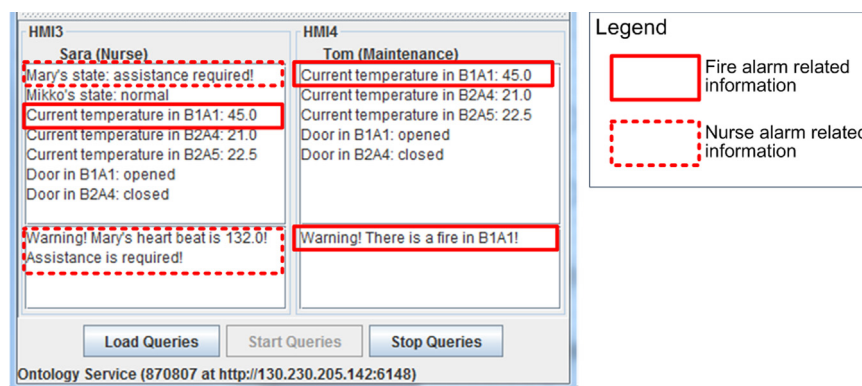 HMI3
Sara (Nurse)
Mary's state: assistance required!
Mikko's state: normal
Current temperature in B1A1: 45.0
Current temperature in B2A4: 21.0
Current temperature in B2A5: 22.5
Door in B1A1: opened
Door in B2A4: closed
Warning! Mary's heart beat is 132.0!
Assistance is required!
HMI4
Tom (Maintenance)
Current temperature in B1A1: 45.0
Current temperature in B2A4: 21.0
Current temperature in B2A5: 22.5
Door in B1A1: opened
Door in B2A4: closed
Warning! There is a fire in B1A1!
Load Queries
Start Queries
Stop Queries
Ontology Service (870807 at http://130.230.205.142:6148)
Legend
Fire alarm related
information
Nurse alarm related
information